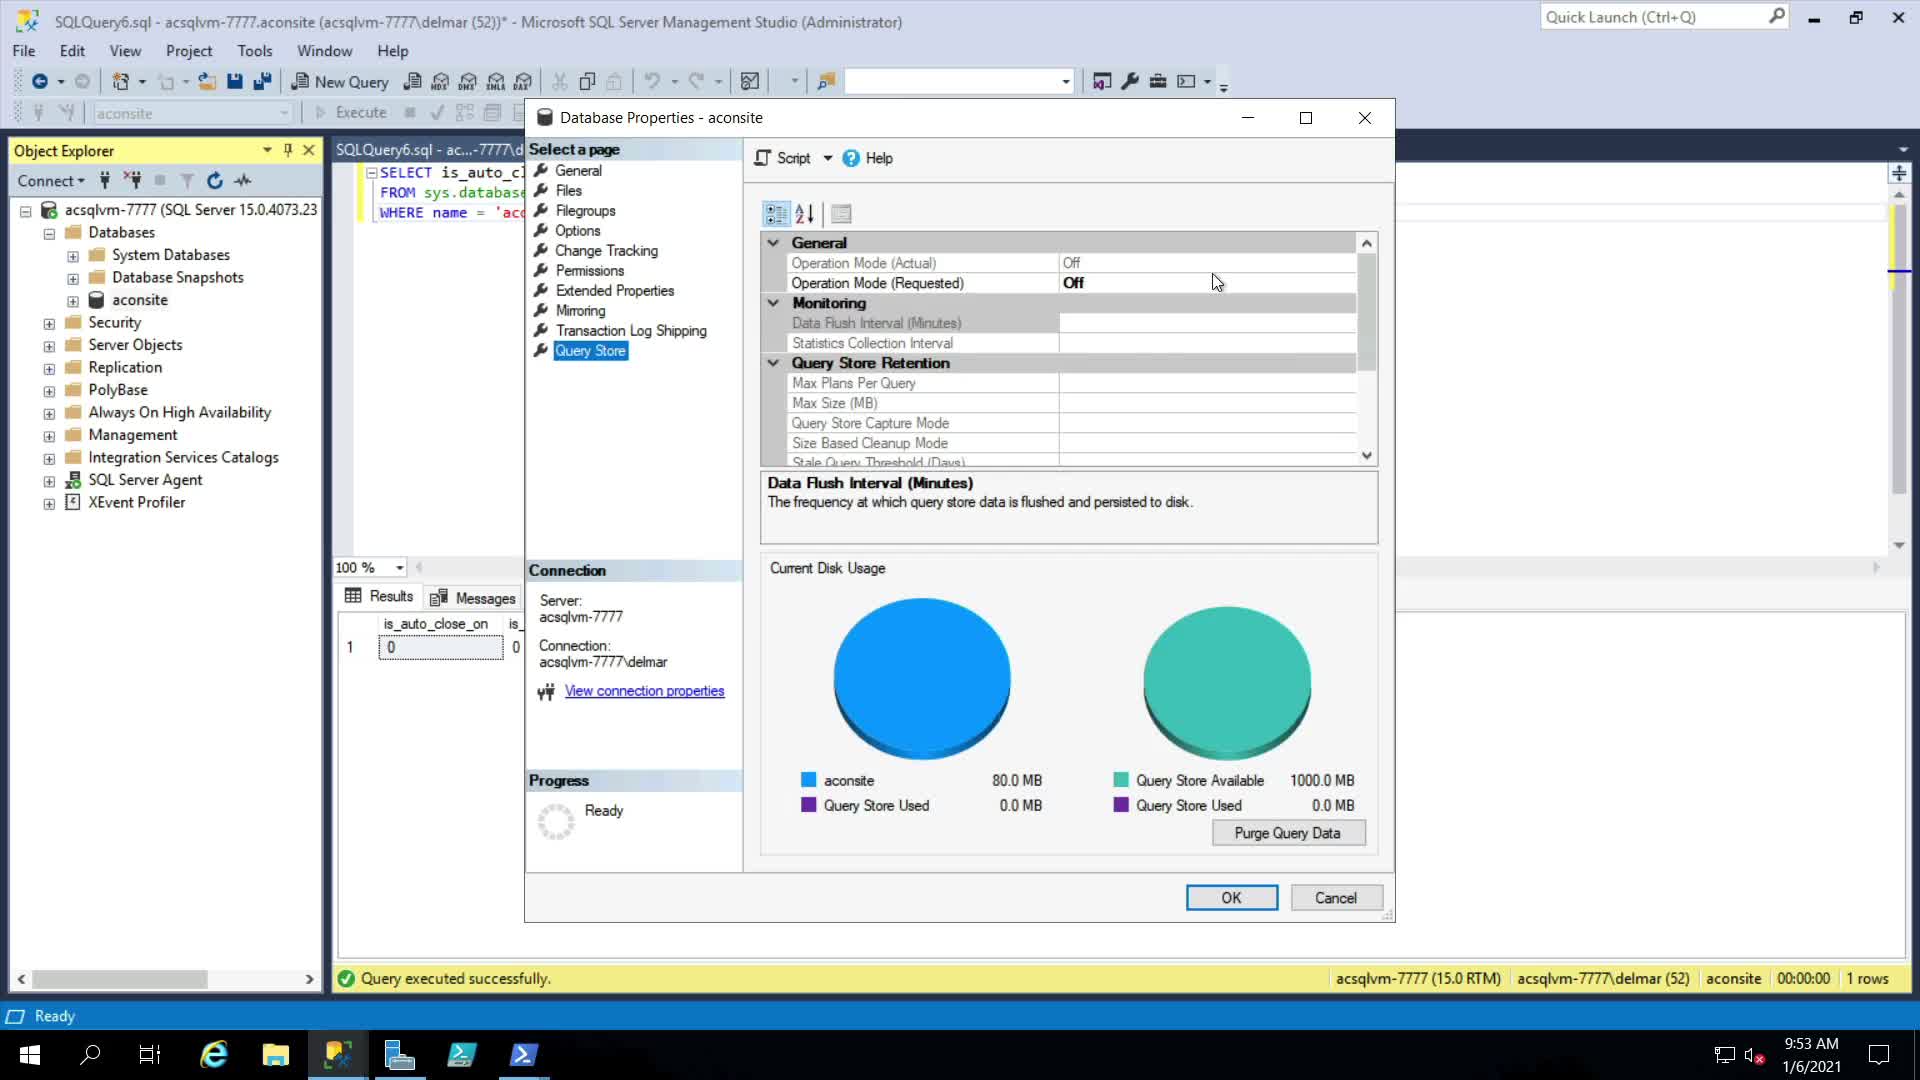 SQLQuery6.sql - acsqlvm-7777.aconsite (acsqlvm-7777\delmar (52))* - Microsoft SQL Server Management Studio (Administrator)
Quick Launch (Ctrl+Q)
File Edit View Project Tools Window Help
New Query
MDX DMX XMLA DAX
aconsite
Execute
Object Explorer
Connect
acsqlvm-7777 (SQL Server 15.0.4073.23
Databases
System Databases
Database Snapshots
aconsite
Security
Server Objects
Replication
PolyBase
Always On High Availability
Management
Integration Services Catalogs
SQL Server Agent
XEvent Profiler
SQLQuery6.sql - ac...-7777\d
SELECT is_auto_cl
FROM sys.database
WHERE name = 'aco
100 %
Results
Messages
is_auto_close_on is_
1 0 0
Database Properties - aconsite
Select a page
General
Files
Filegroups
Options
Change Tracking
Permissions
Extended Properties
Mirroring
Transaction Log Shipping
Query Store
Connection
Server:
acsqlvm-7777
Connection:
acsqlvm-7777\delmar
View connection properties
Progress
Ready
Script
Help
General
Operation Mode (Actual) Off
Operation Mode (Requested) Off
Monitoring
Data Flush Interval (Minutes)
Statistics Collection Interval
Query Store Retention
Max Plans Per Query
Max Size (MB)
Query Store Capture Mode
Size Based Cleanup Mode
Stale Query Threshold (Days)
Data Flush Interval (Minutes)
The frequency at which query store data is flushed and persisted to disk.
Current Disk Usage
aconsite 80.0 MB
Query Store Used 0.0 MB
Query Store Available 1000.0 MB
Query Store Used 0.0 MB
Purge Query Data
OK
Cancel
Query executed successfully.
acsqlvm-7777 (15.0 RTM) acsqlvm-7777\delmar (52) aconsite 00:00:00 1 rows
Ready
9:53 AM
1/6/2021